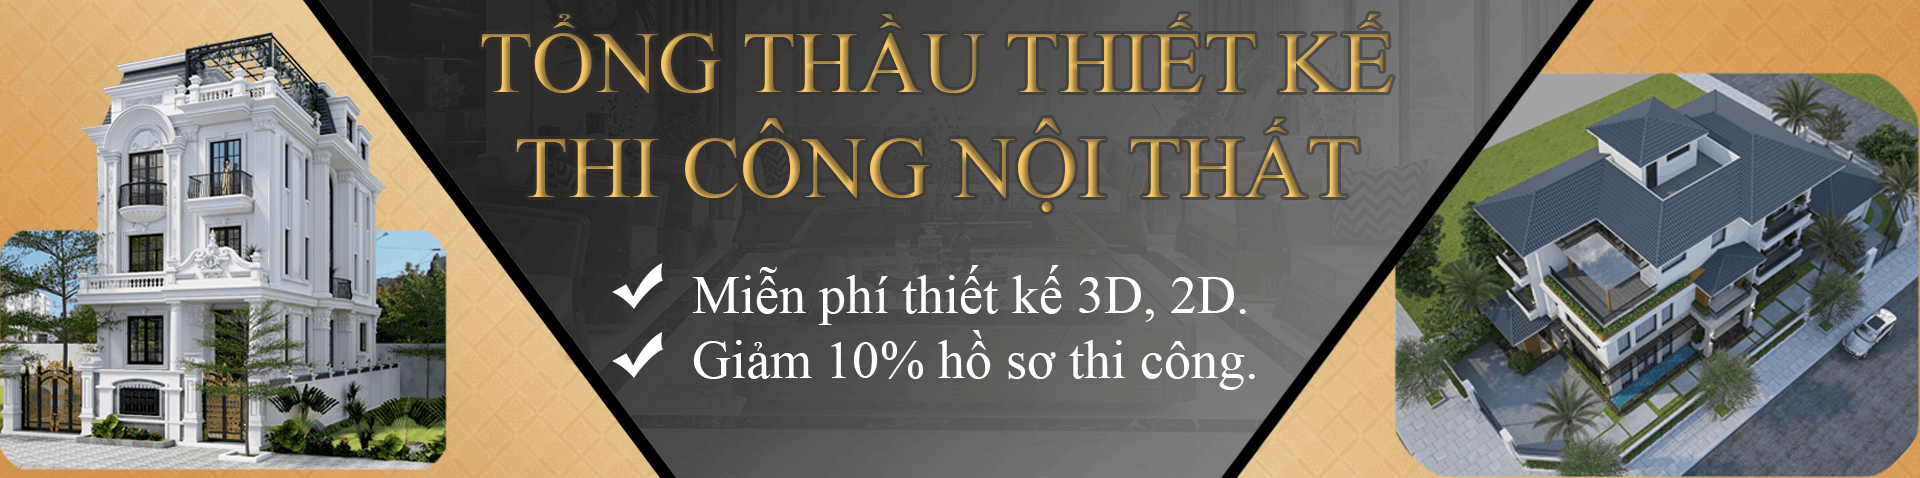 TỔNG THẦU THIẾT KẾ
THI CÔNG NỘI THẤT
Miễn phí thiết kế 3D, 2D.
Giảm 10% hồ sơ thi công.